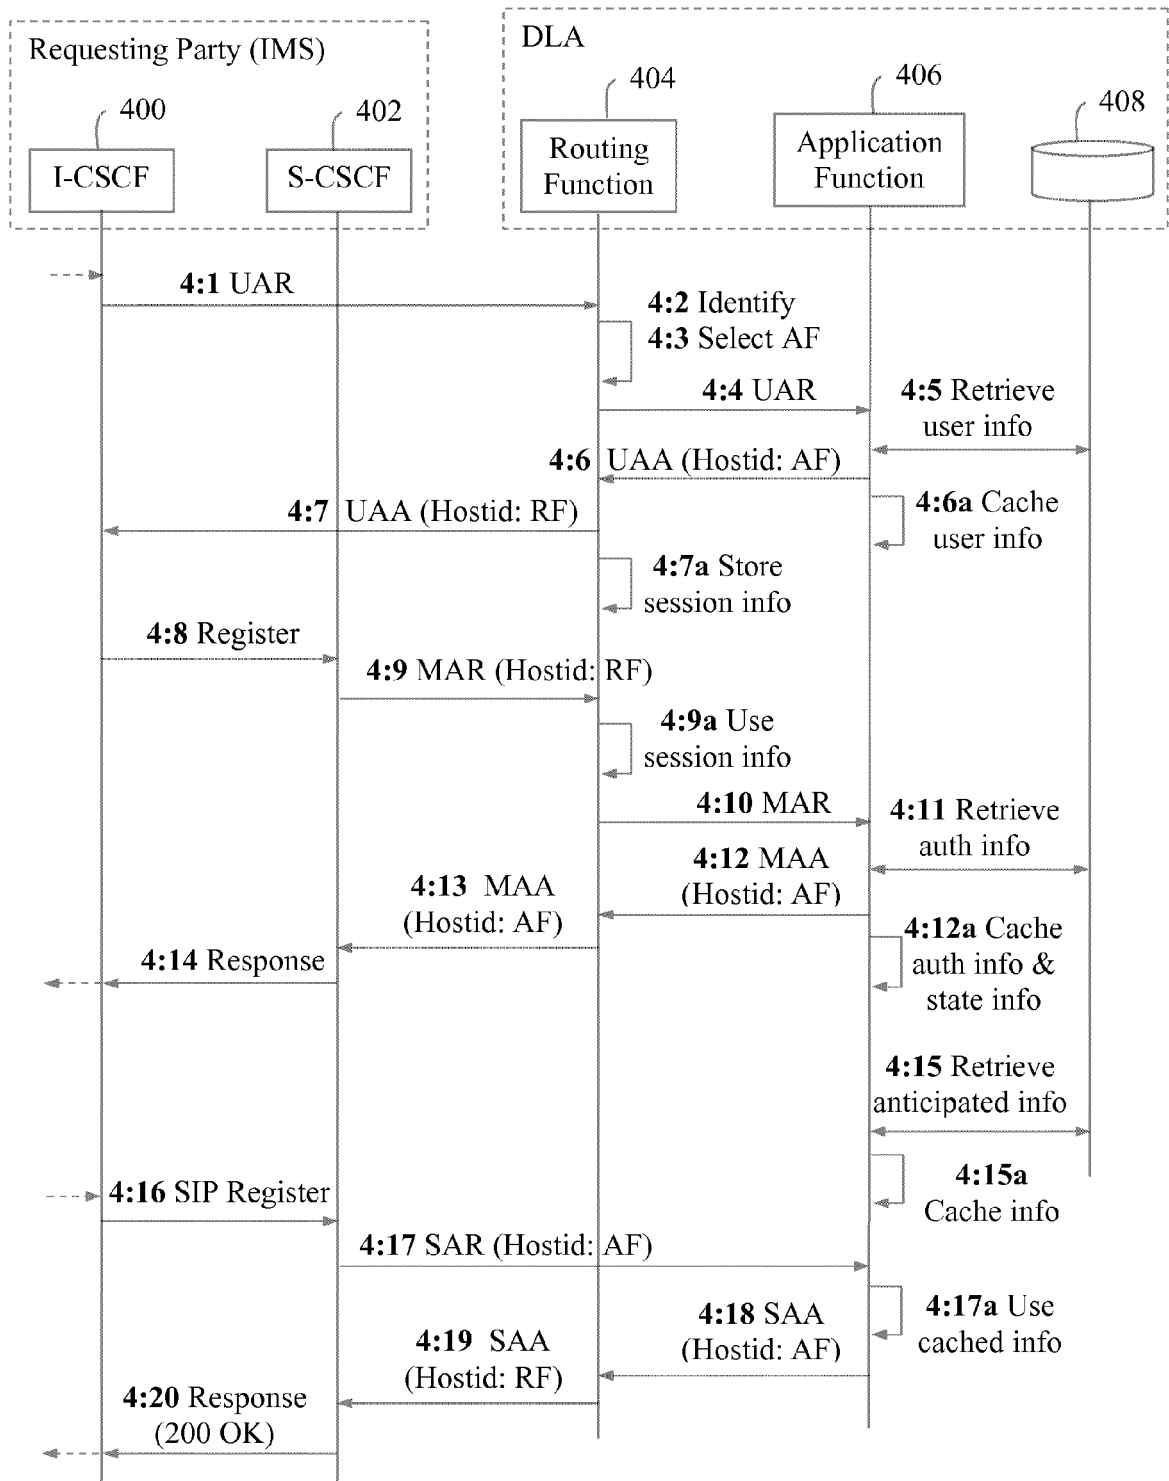 Requesting Party (IMS)
DLA
400
402
404
406
408
I-CSCF
S-CSCF
Routing
Function
Application
Function
4:1 UAR
4:2 Identify
4:3 Select AF
4:4 UAR
4:5 Retrieve
user info
4:6 UAA (Hostid: AF)
4:7 UAA (Hostid: RF)
4:6a Cache
user info
4:7a Store
session info
4:8 Register
4:9 MAR (Hostid: RF)
4:9a Use
session info
4:10 MAR
4:11 Retrieve
auth info
4:12 MAA
(Hostid: AF)
4:13 MAA
(Hostid: AF)
4:12a Cache
auth info &
state info
4:14 Response
4:15 Retrieve
anticipated info
4:15a
Cache info
4:16 SIP Register
4:17 SAR (Hostid: AF)
4:17a Use
cached info
4:18 SAA
(Hostid: AF)
4:19 SAA
(Hostid: RF)
4:20 Response
(200 OK)